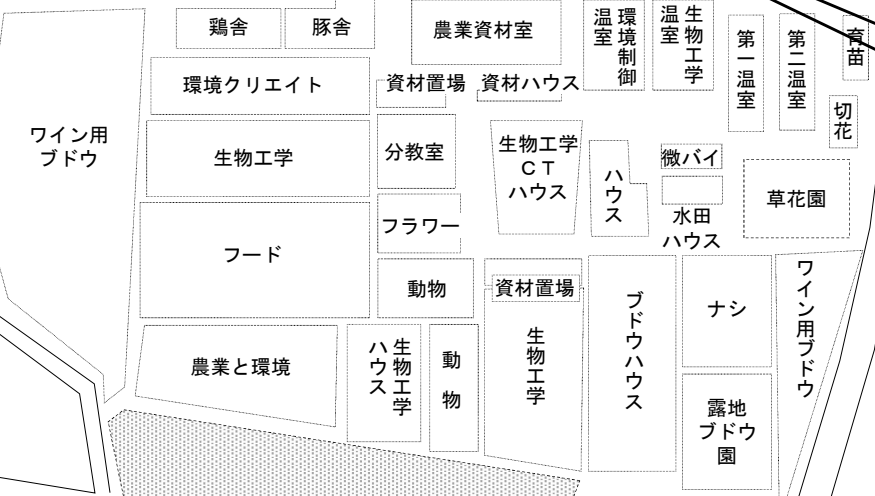 鶏舎
豚舎
農業資材室
環境制御
温室
生物工学
温室
第一温室
第二温室
育苗
環境クリエイト
資材置場
資材ハウス
切花
ワイン用
ブドウ
生物工学
分教室
生物工学
ＣＴ
ハウス
ハウス
微バイ
水田
ハウス
草花園
フラワー
フード
動物
資材置場
ブドウハウス
ナシ
ワイン用ブドウ
農業と環境
生物工学
ハウス
動物
生物工学
露地
ブドウ
園